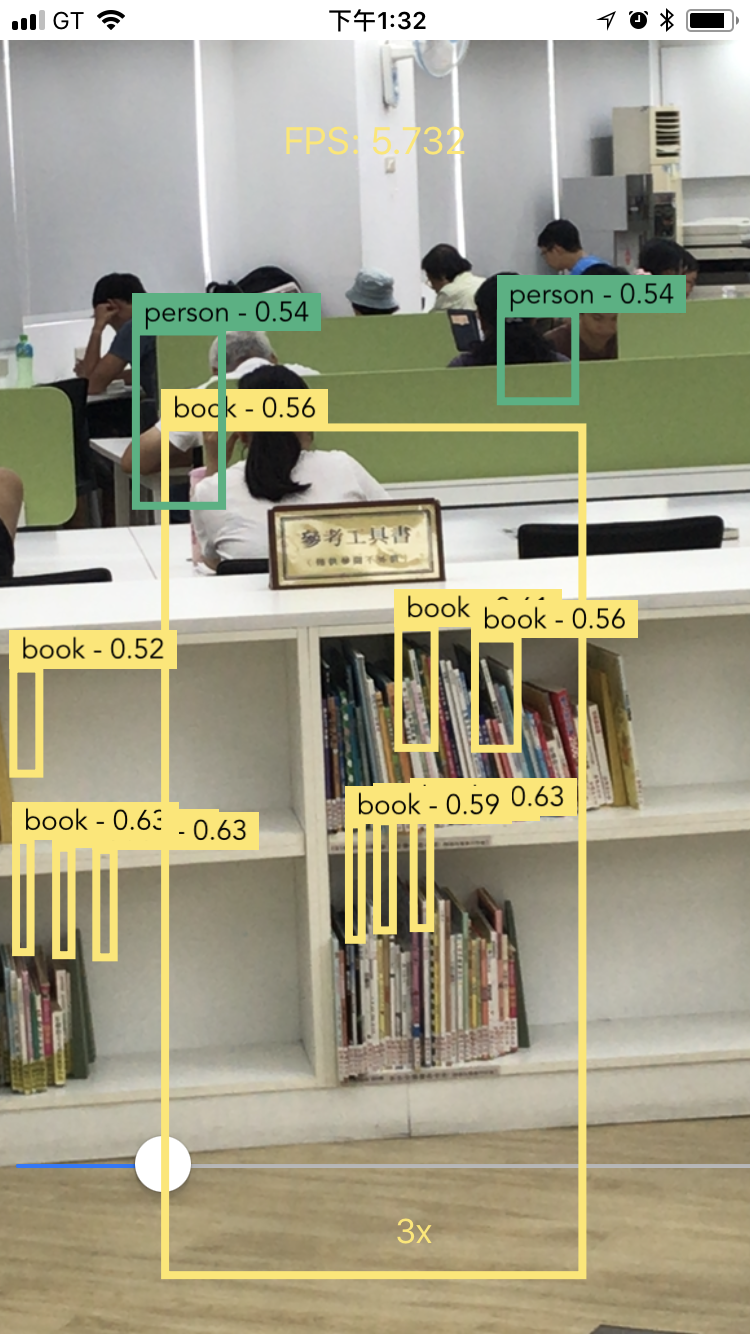 GT
下午1:32
FPS: 5.732
person - 0.54
person - 0.54
book - 0.56
參考工具書
book
book - 0.56
book - 0.52
book - 0.59
0.63
book - 0.63
- 0.63
3x